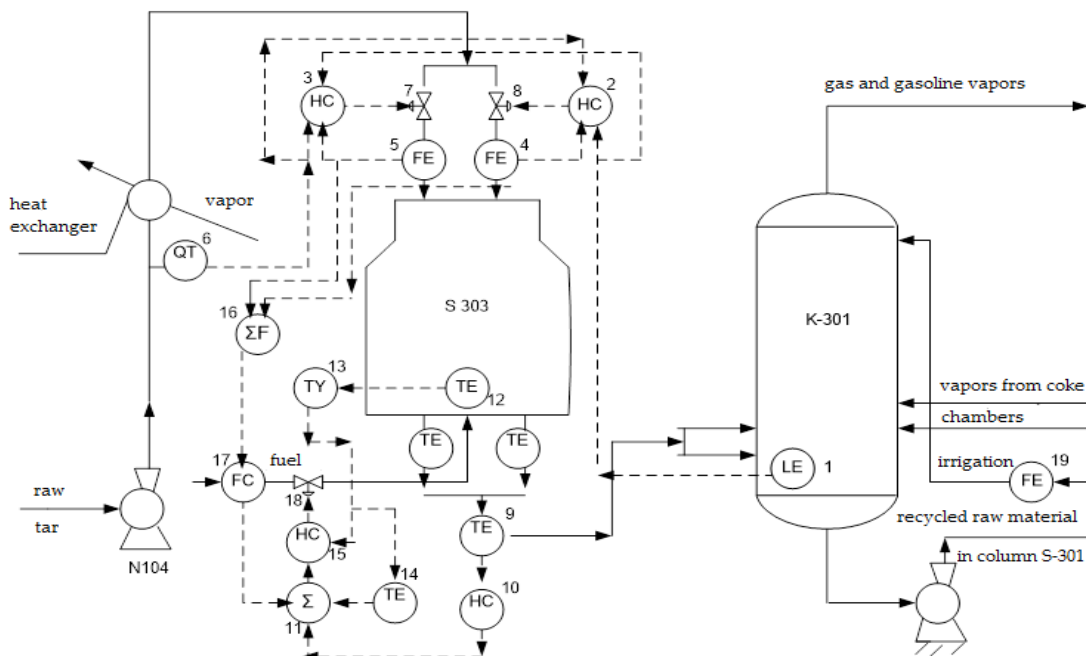 3
HC
7
8
2
HC
gas and gasoline vapors
5
FE
FE
4
heat
exchanger
vapor
6
QT
S 303
K-301
16
ΣF
13
TY
TE
12
vapors from coke
chambers
TE
TE
17
FC
fuel
18
LE
1
irrigation
19
FE
raw
tar
N104
HC
15
TE
9
recycled raw material
in column S-301
14
TE
HC
10
Σ
11